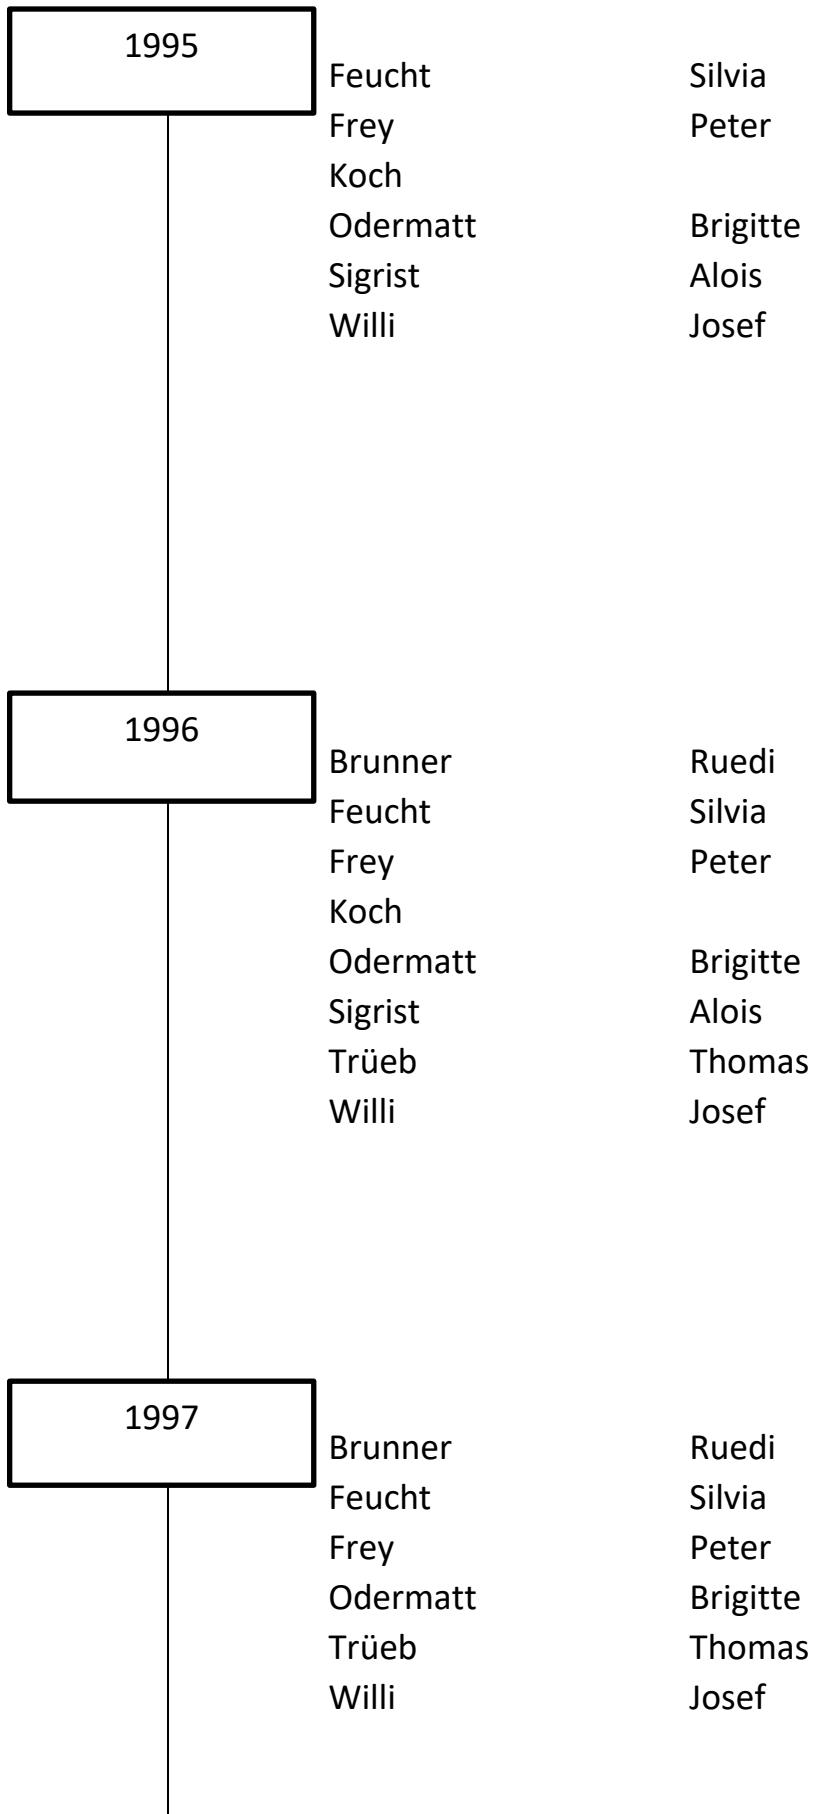 1995
Feucht Silvia
Frey Peter
Koch
Odermatt Brigitte
Sigrist Alois
Willi Josef
1996
Brunner Ruedi
Feucht Silvia
Frey Peter
Koch
Odermatt Brigitte
Sigrist Alois
Trüeb Thomas
Willi Josef
1997
Brunner Ruedi
Feucht Silvia
Frey Peter
Odermatt Brigitte
Trüeb Thomas
Willi Josef